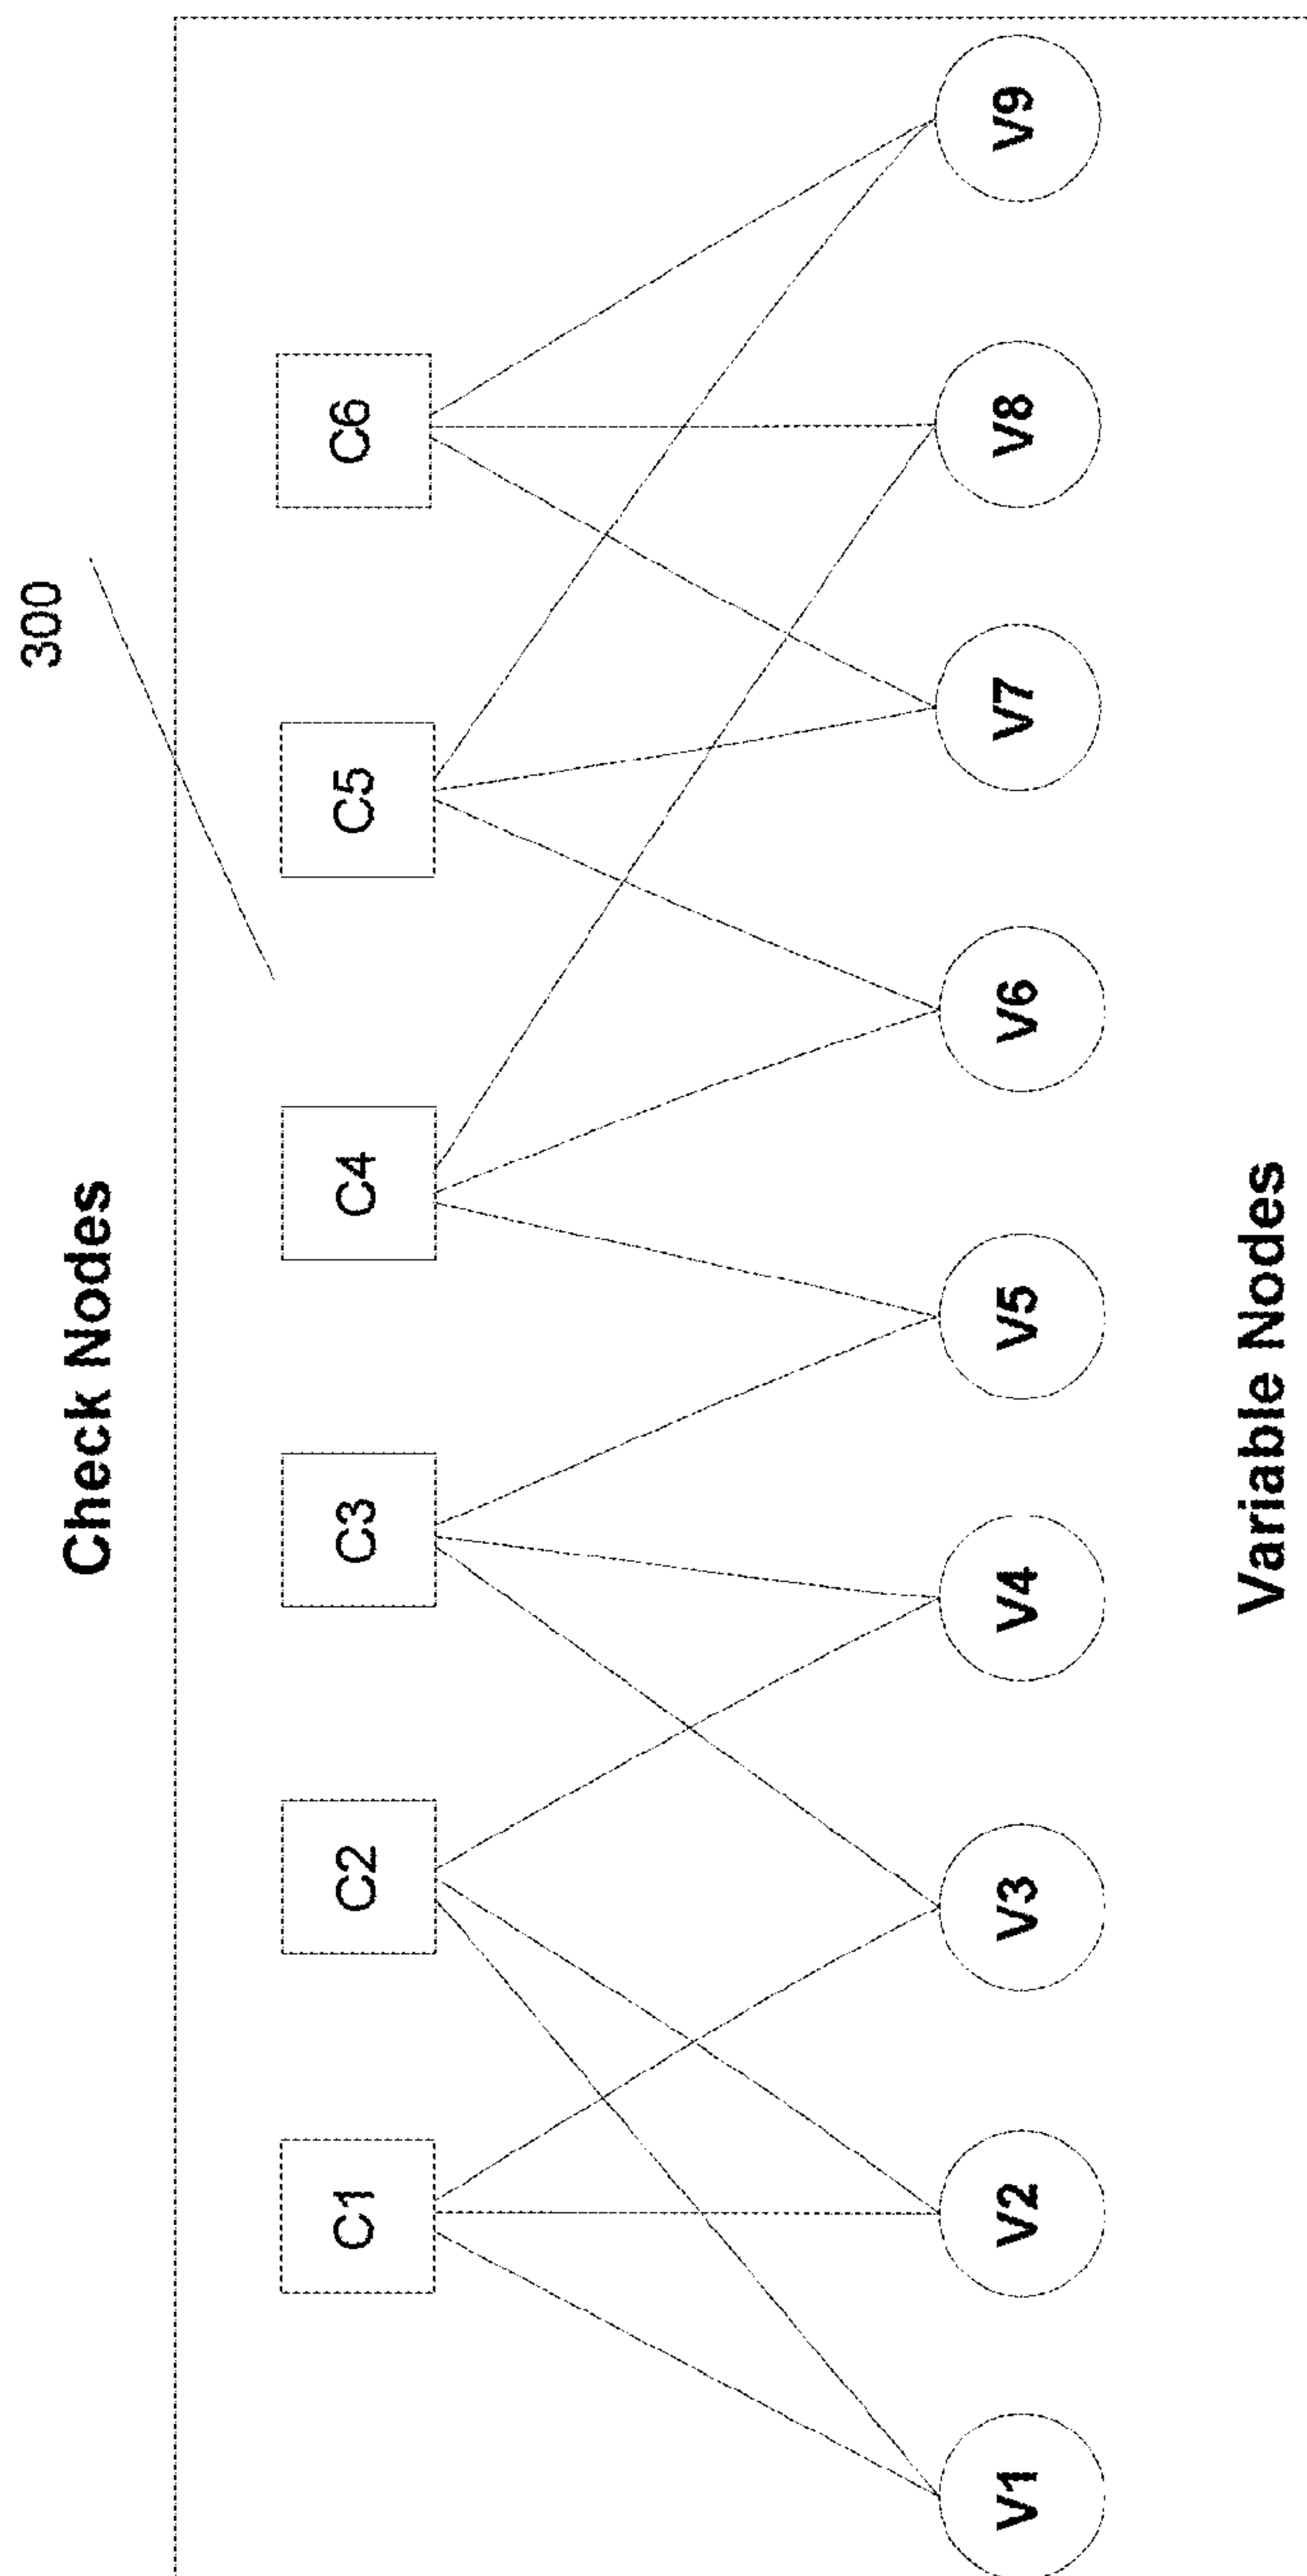 300
Check Nodes
C1 C2 C3 C4 C5 C6
V1 V2 V3 V4 V5 V6 V7 V8 V9
Variable Nodes